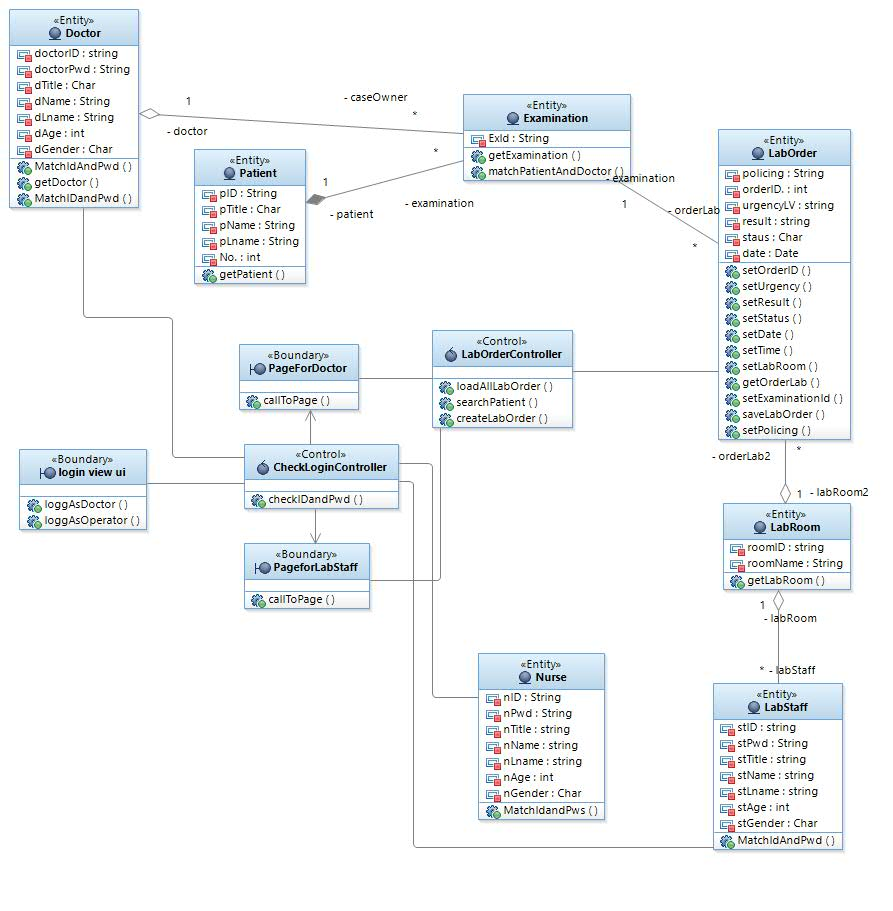 «Entity»
Doctor
doctorID : string
doctorPwd : String
dTitle : Char
dName : String
dLname : String
dAge : int
dGender : Char
MatchIdAndPwd ( )
getDoctor ( )
MatchIDandPwd ( )
1
- doctor
- caseOwner
*
«Entity»
Examination
ExId : String
getExamination ( )
matchPatientAndDoctor ( )
«Entity»
Patient
pID : String
pTitle : Char
pName : String
pLname : String
No. : int
getPatient ( )
1
- patient
*
- examination
- examination
1
- orderLab
*
«Entity»
LabOrder
policing : String
orderID. : int
urgencyLV : string
result : string
staus : Char
date : Date
setOrderID ( )
setUrgency ( )
setResult ( )
setStatus ( )
setDate ( )
setTime ( )
setLabRoom ( )
getOrderLab ( )
setExaminationId ( )
saveLabOrder ( )
setPolicing ( )
«Boundary»
PageForDoctor
callToPage ( )
«Control»
LabOrderController
loadAllLabOrder ( )
searchPatient ( )
createLabOrder ( )
«Boundary»
login view ui
loggAsDoctor ( )
loggAsOperator ( )
«Control»
CheckLoginController
checkIDandPwd ( )
«Boundary»
PageforLabStaff
callToPage ( )
- orderLab2
*
1
- labRoom2
«Entity»
LabRoom
roomID : string
roomName : String
getLabRoom ( )
1
- labRoom
* - labStaff
«Entity»
Nurse
nID : String
nPwd : String
nTitle : string
nName : string
nLname : string
nAge : int
nGender : Char
MatchIdandPws ( )
«Entity»
LabStaff
stID : string
stPwd : String
stTitle : string
stName : string
stLname : string
stAge : int
stGender : Char
MatchIdAndPwd ( )